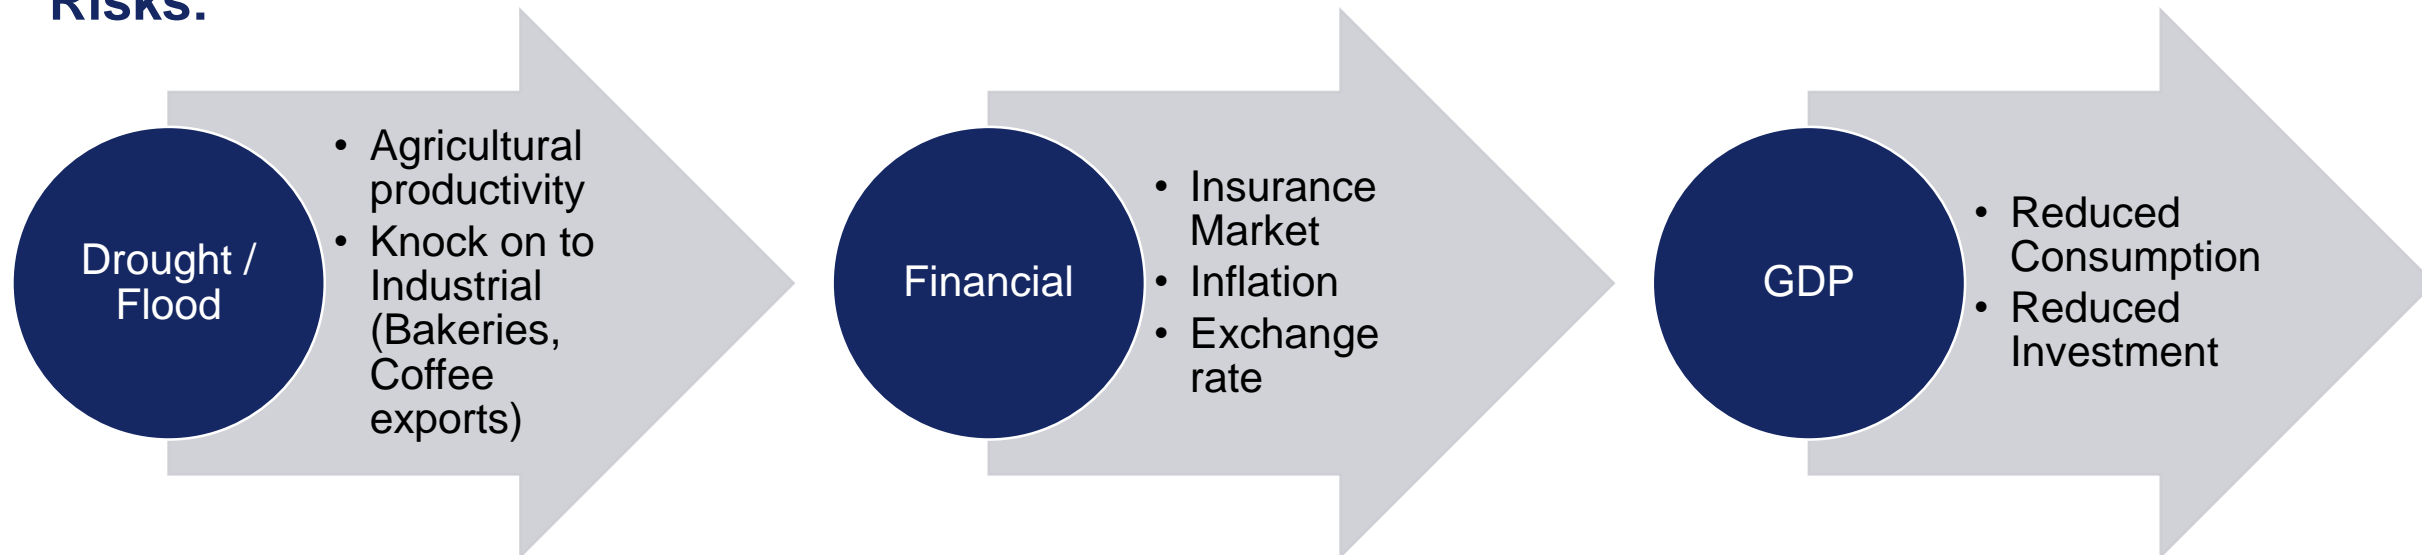 Risks:
Drought /
Flood
• Agricultural
productivity
• Knock on to
Industrial
(Bakeries,
Coffee
exports)
Financial
• Insurance
Market
• Inflation
• Exchange
rate
GDP
• Reduced
Consumption
• Reduced
Investment